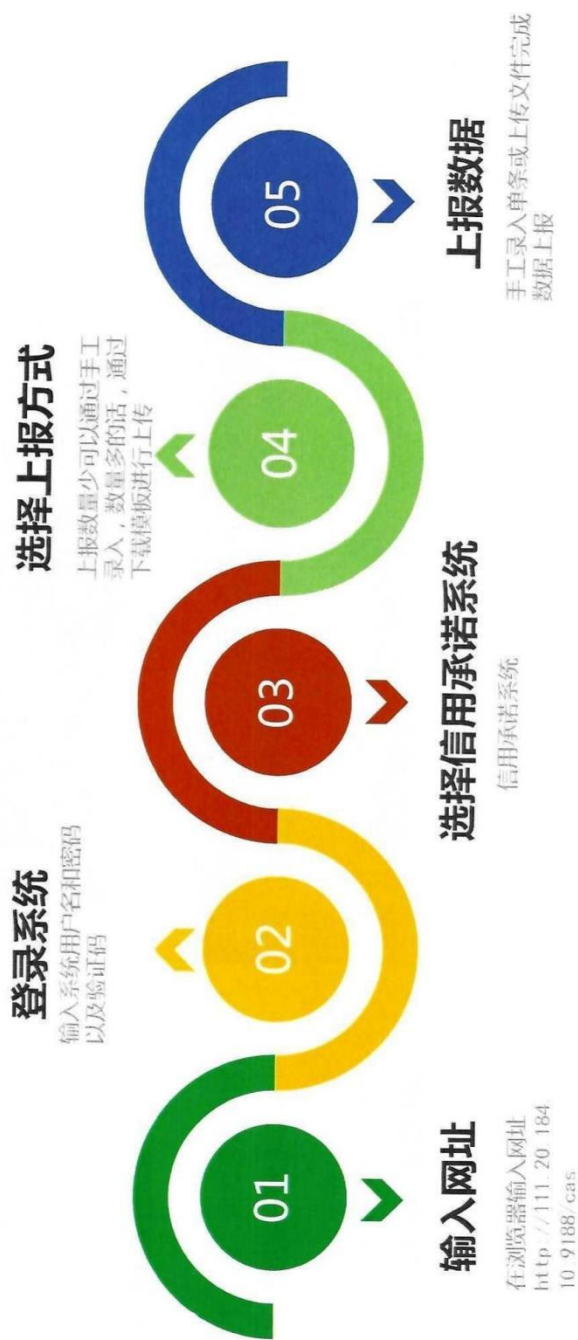 01
输入网址
在浏览器输入网址
http://111.20.184
10.9188/cas
02
登录系统
输入系统用户名和密码
以及验证码
03
选择信用承诺系统
信用承诺系统
04
选择上报方式
上报数量少可以通过手工
录入，数量多的话，通过
下载模板进行上传
05
上报数据
手工录入单条或上传文件完成
数据上报